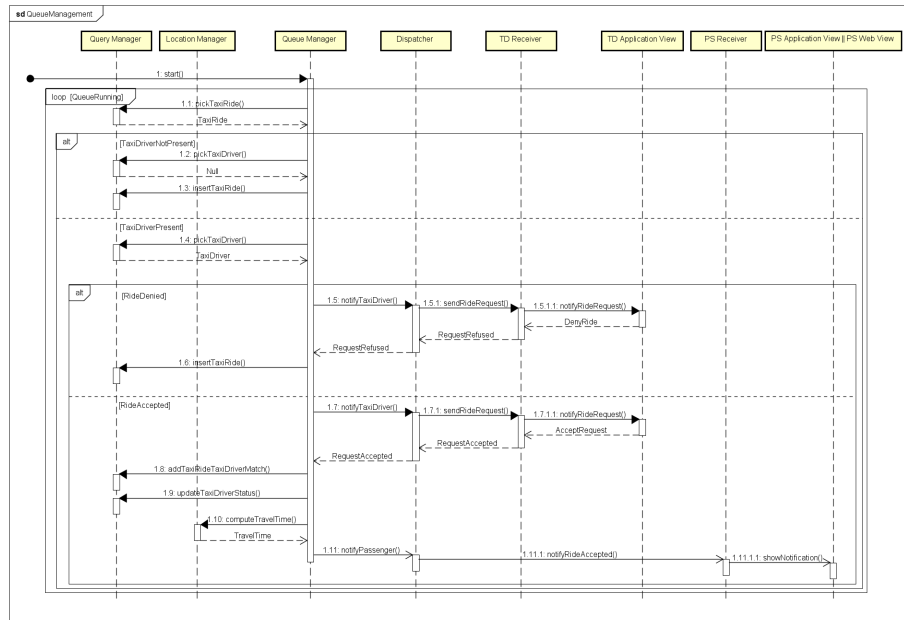 sd QueueManagement
Query Manager Location Manager Queue Manager Dispatcher TD Receiver TD Application View PS Receiver PS Application View || PS Web View
1: start()
loop [QueueRunning]
1.1: pickTaxiRide()
TaxiRide
alt
[TaxiDriverNotPresent]
1.2: pickTaxiDriver()
Null
1.3: insertTaxiRide()
[TaxiDriverPresent]
1.4: pickTaxiDriver()
TaxiDriver
alt
[RideDenied]
1.5: notifyTaxiDriver() 1.5.1: sendRideRequest() 1.5.1.1: notifyRideRequest()
DenyRide
RequestRefused
RequestRefused
1.6: insertTaxiRide()
[RideAccepted]
1.7: notifyTaxiDriver() 1.7.1: sendRideRequest() 1.7.1.1: notifyRideRequest()
AcceptRequest
RequestAccepted
RequestAccepted
1.8: addTaxiRideTaxiDriverMatch()
1.9: updateTaxiDriverStatus()
1.10: computeTravelTime()
TravelTime
1.11: notifyPassenger() 1.11.1: notifyRideAccepted() 1.11.1.1: showNotification()